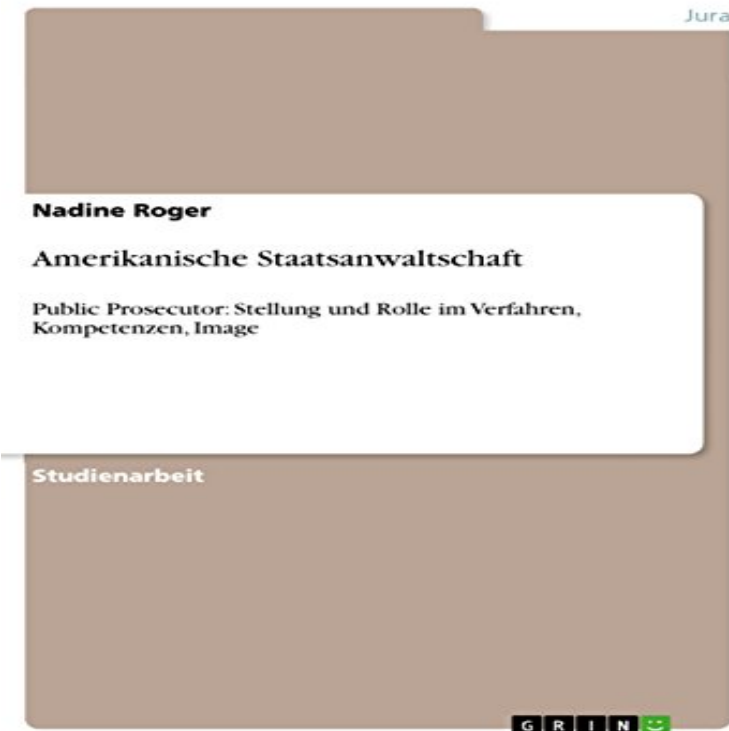 Jura
Nadine Roger
Amerikanische Staatsanwaltschaft
Public Prosecutor: Stellung und Rolle im Verfahren,
Kompetenzen, Image
Studienarbeit
GRIN